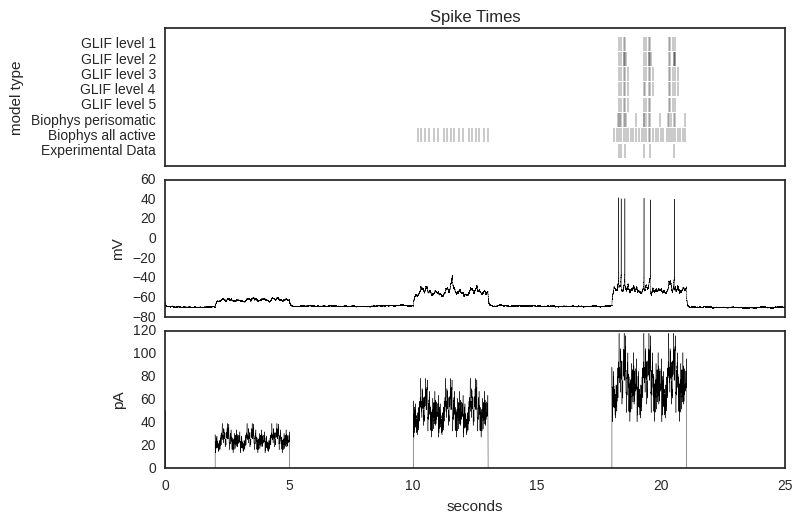 Spike Times
model type
GLIF level 1
GLIF level 2
GLIF level 3
GLIF level 4
GLIF level 5
Biophys perisomatic
Biophys all active
Experimental Data
mV
60
40
20
0
−20
−40
−60
−80
pA
120
100
80
60
40
20
0
0 5 10 15 20 25
seconds